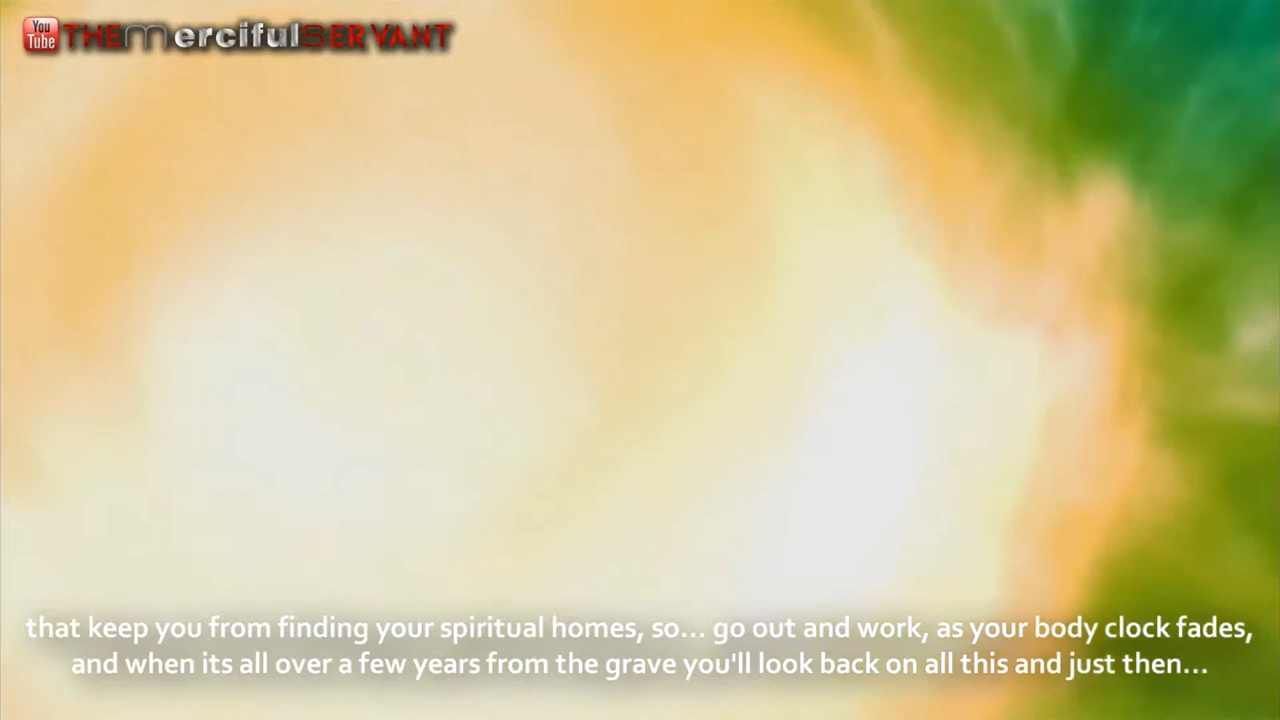 You Tube THEmercifulSERVANT
that keep you from finding your spiritual homes, so... go out and work, as your body clock fades,
and when its all over a few years from the grave you'll look back on all this and just then...